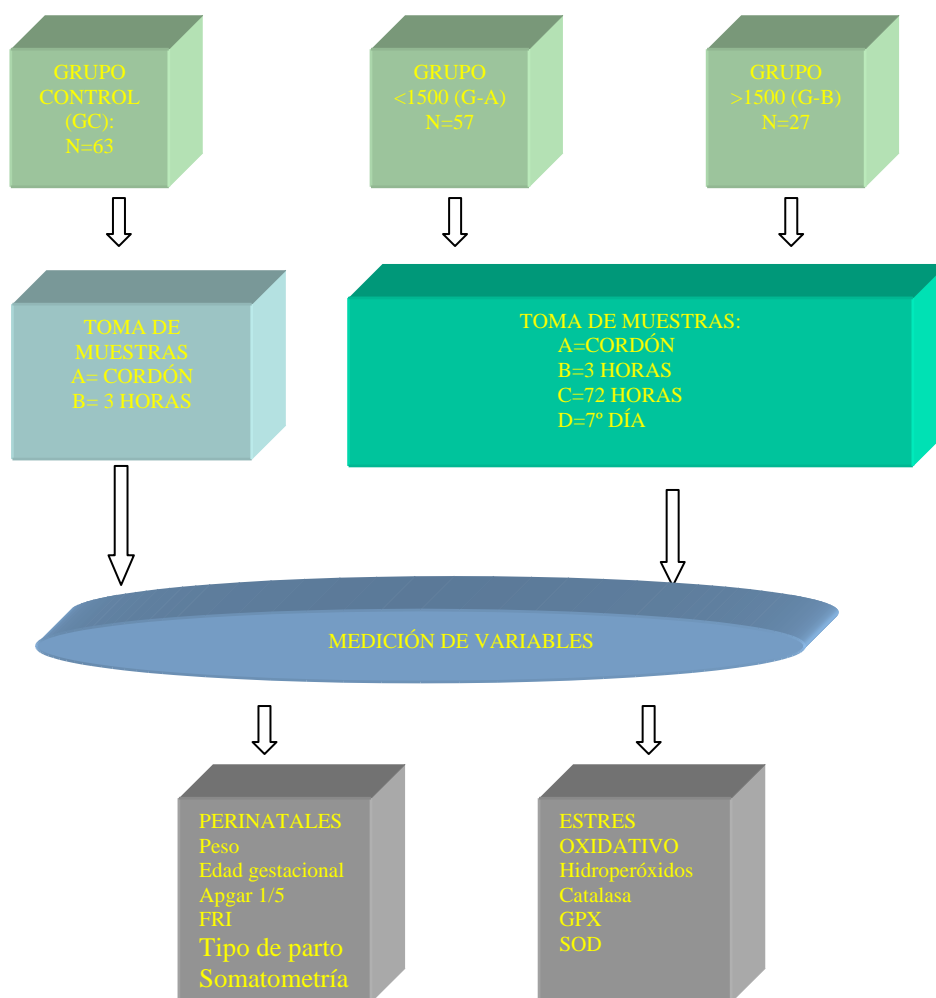 GRUPO
CONTROL
(GC):
N=63
GRUPO
<1500 (G-A)
N=57
GRUPO
>1500 (G-B)
N=27
TOMA DE
MUESTRAS
A= CORDÓN
B= 3 HORAS
TOMA DE MUESTRAS:
A=CORDÓN
B=3 HORAS
C=72 HORAS
D=7º DÍA
MEDICIÓN DE VARIABLES
PERINATALES
Peso
Edad gestacional
Apgar 1/5
FRI
Tipo de parto
Somatometría
ESTRES
OXIDATIVO
Hidroperóxidos
Catalasa
GPX
SOD